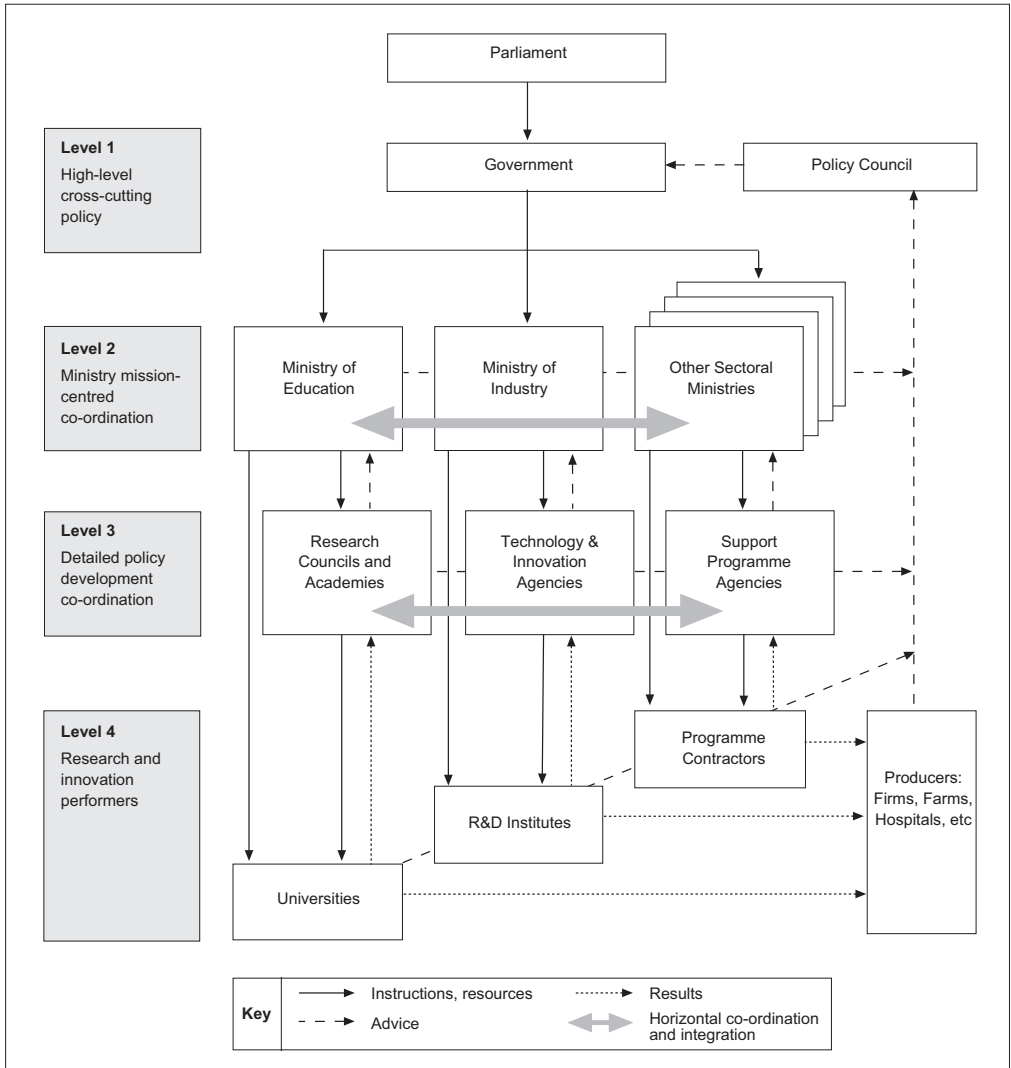 Parliament
Level 1
High-level
cross-cutting
policy
Government
Policy Council
Level 2
Ministry mission-
centred
co-ordination
Ministry of
Education
Ministry of
Industry
Other Sectoral
Ministries
Level 3
Detailed policy
development
co-ordination
Research
Councils and
Academies
Technology &
Innovation
Agencies
Support
Programme
Agencies
Level 4
Research and
innovation
performers
Programme
Contractors
Producers:
Firms, Farms,
Hospitals, etc
R&D Institutes
Universities
Key
Instructions, resources
Results
Advice
Horizontal co-ordination
and integration